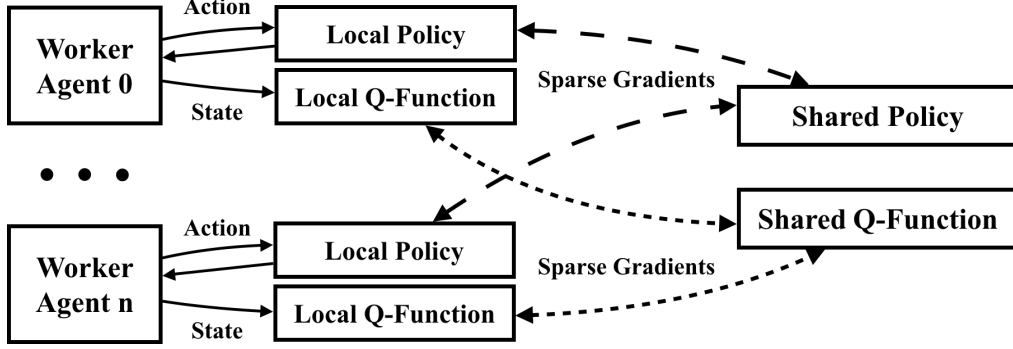 Action
Worker
Agent 0
Local Policy
Local Q-Function
State
Sparse Gradients
Shared Policy
Shared Q-Function
Action
Worker
Agent n
Local Policy
Local Q-Function
State
Sparse Gradients